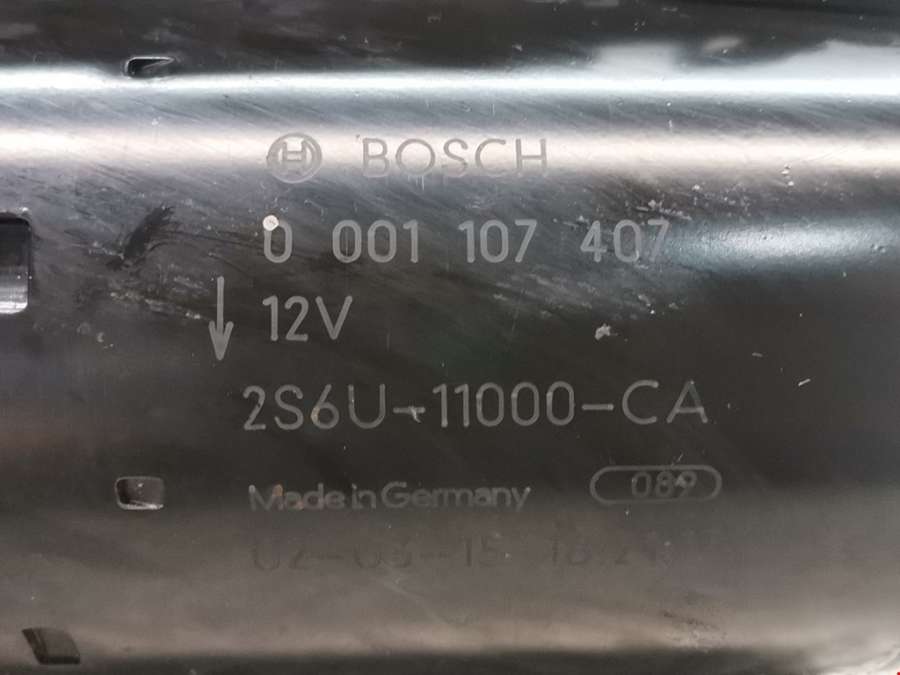 BOSCH
0 001 107 407
12V
2S6U-11000-CA
Made in Germany 089